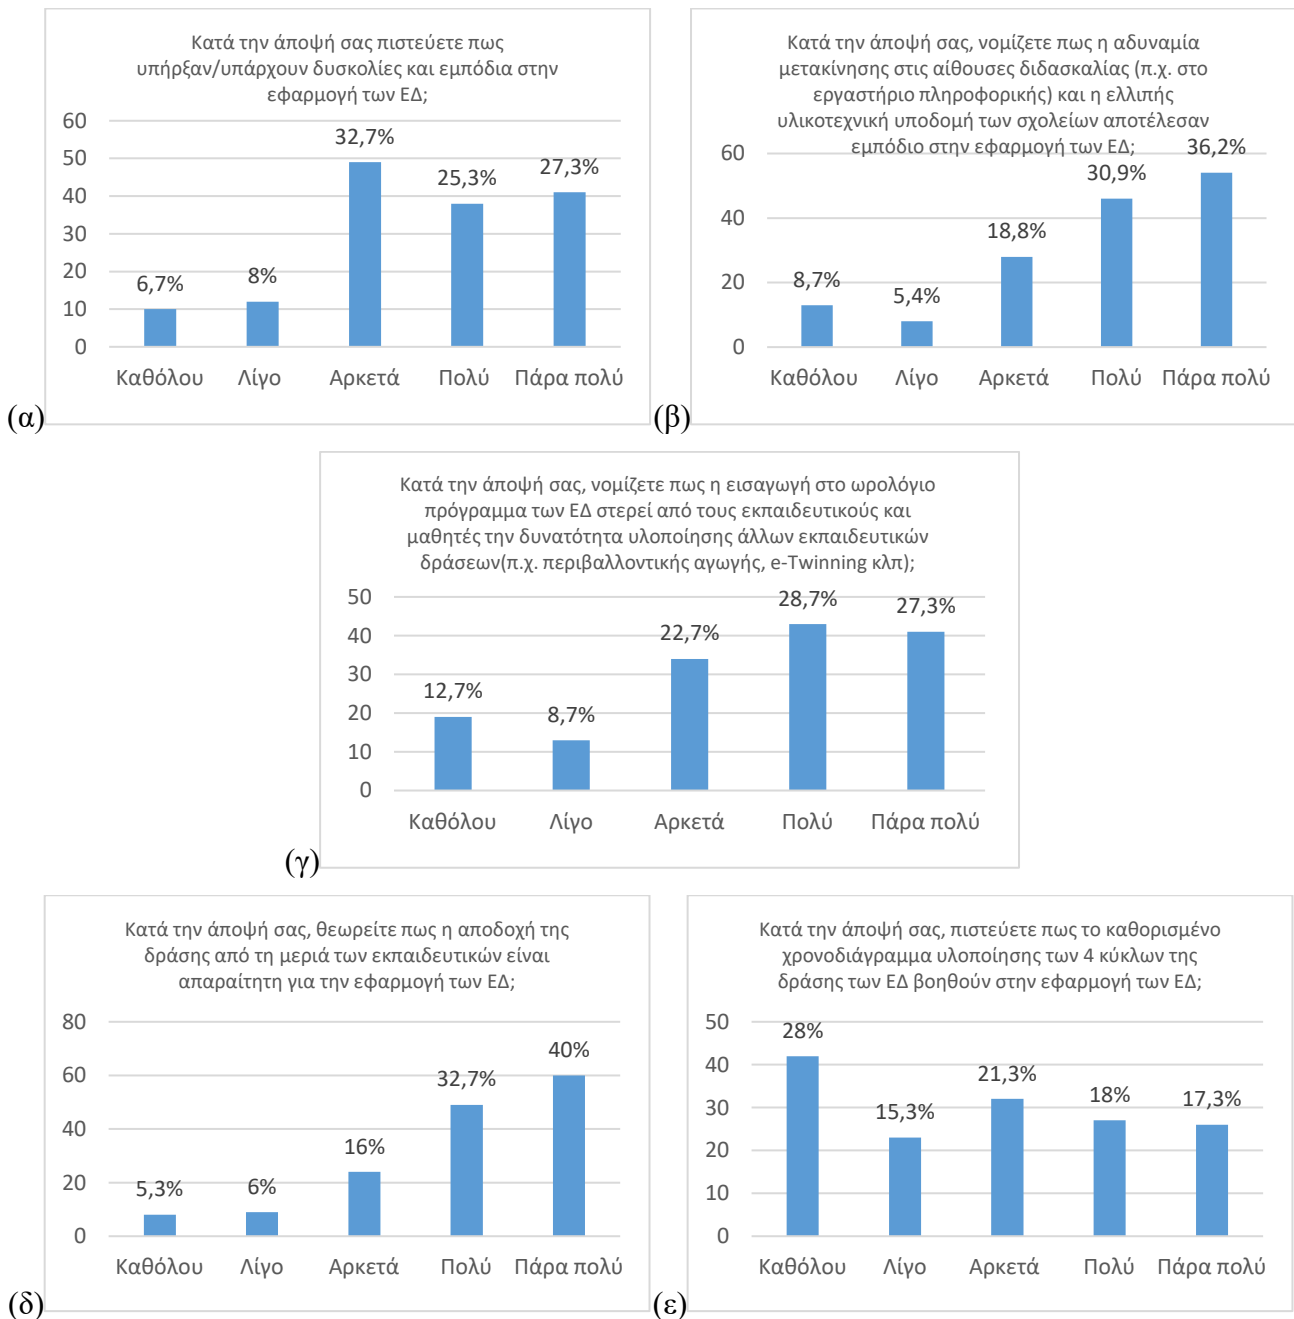 Κατά την άποψή σας πιστεύετε πως
υπήρξαν/υπάρχουν δυσκολίες και εμπόδια στην
εφαρμογή των ΕΔ;
60
50
40
30
20
10
0
6,7%
8%
32,7%
25,3%
27,3%
Καθόλου Λίγο Αρκετά Πολύ Πάρα πολύ
(α)
Κατά την άποψή σας, νομίζετε πως η αδυναμία
μετακίνησης στις αίθουσες διδασκαλίας (π.χ. στο
εργαστήριο πληροφορικής) και η ελλιπής
υλικοτεχνική υποδομή των σχολείων αποτέλεσαν
εμπόδιο στην εφαρμογή των ΕΔ;
60
40
20
0
8,7%
5,4%
18,8%
30,9%
36,2%
Καθόλου Λίγο Αρκετά Πολύ Πάρα πολύ
(β)
Κατά την άποψή σας, νομίζετε πως η εισαγωγή στο ωρολόγιο
πρόγραμμα των ΕΔ στερεί από τους εκπαιδευτικούς και
μαθητές την δυνατότητα υλοποίησης άλλων εκπαιδευτικών
δράσεων(π.χ. περιβαλλοντικής αγωγής, e-Twinning κλπ);
50
40
30
20
10
0
12,7%
8,7%
22,7%
28,7%
27,3%
Καθόλου Λίγο Αρκετά Πολύ Πάρα πολύ
(γ)
Κατά την άποψή σας, θεωρείτε πως η αποδοχή της
δράσης από τη μεριά των εκπαιδευτικών είναι
απαραίτητη για την εφαρμογή των ΕΔ;
80
60
40
20
0
5,3%
6%
16%
32,7%
40%
Καθόλου Λίγο Αρκετά Πολύ Πάρα πολύ
(δ)
Κατά την άποψή σας, πιστεύετε πως το καθορισμένο
χρονοδιάγραμμα υλοποίησης των 4 κύκλων της
δράσης των ΕΔ βοηθούν στην εφαρμογή των ΕΔ;
50
40
30
20
10
0
28%
15,3%
21,3%
18%
17,3%
Καθόλου Λίγο Αρκετά Πολύ Πάρα πολύ
(ε)